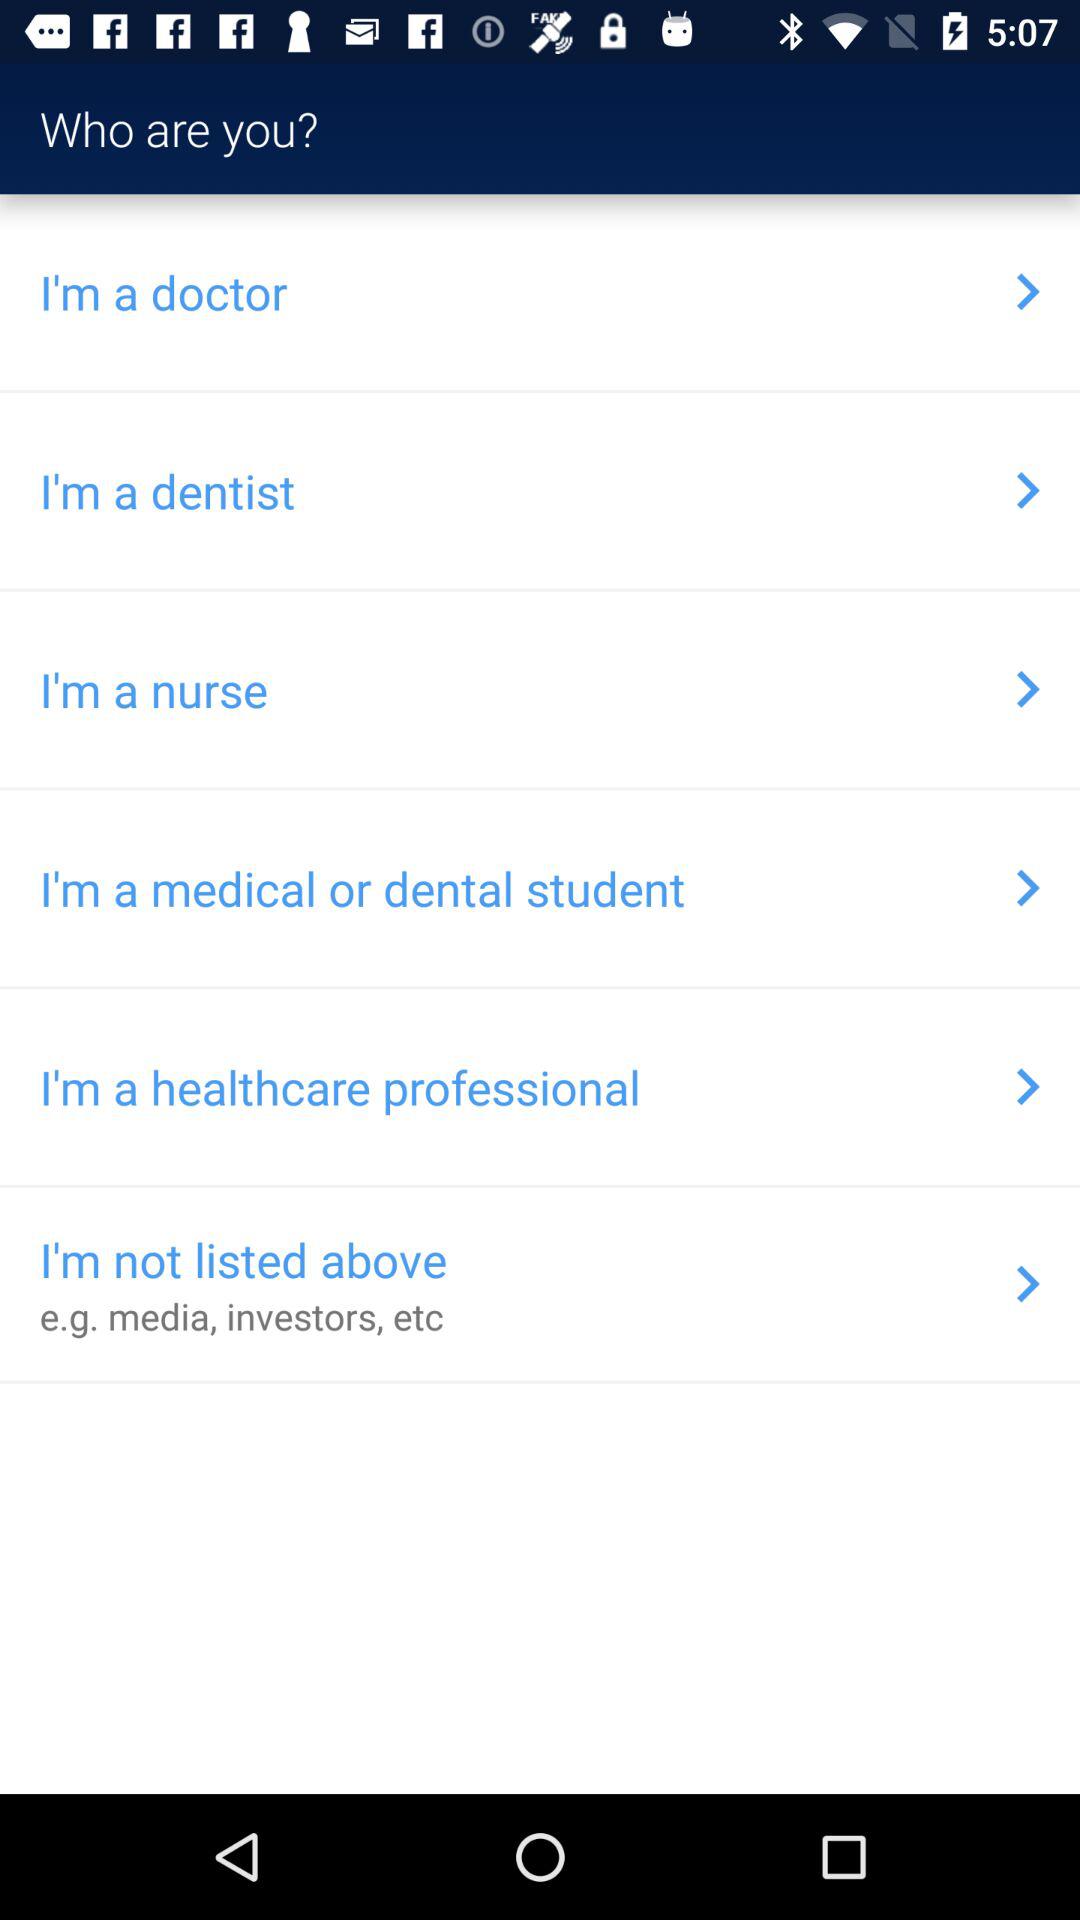 FAKE
5:07
Who are you?
I'm a doctor
I'm a dentist
I'm a nurse
I'm a medical or dental student
I'm a healthcare professional
I'm not listed above
e.g. media, investors, etc